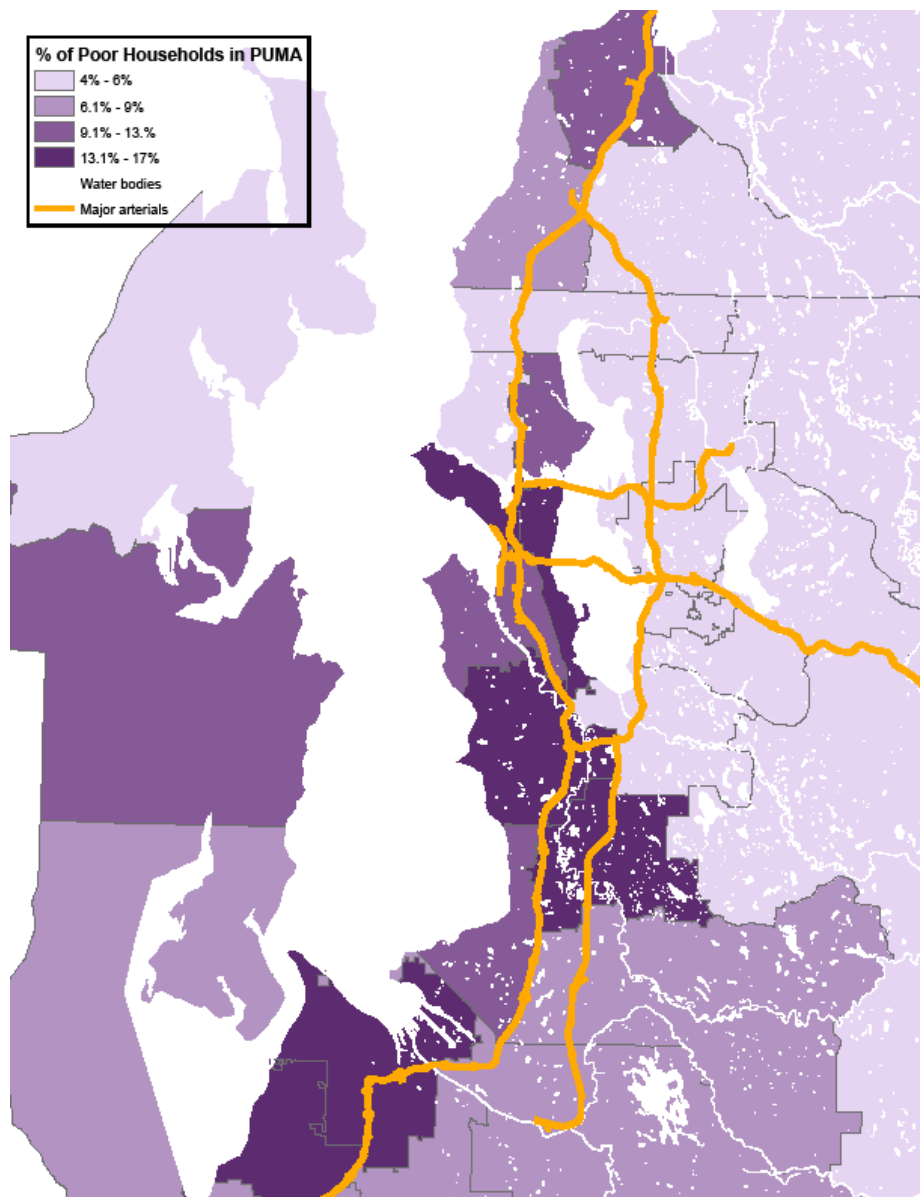 % of Poor Households in PUMA
4% - 6%
6.1% - 9%
9.1% - 13.%
13.1% - 17%
Water bodies
Major arterials